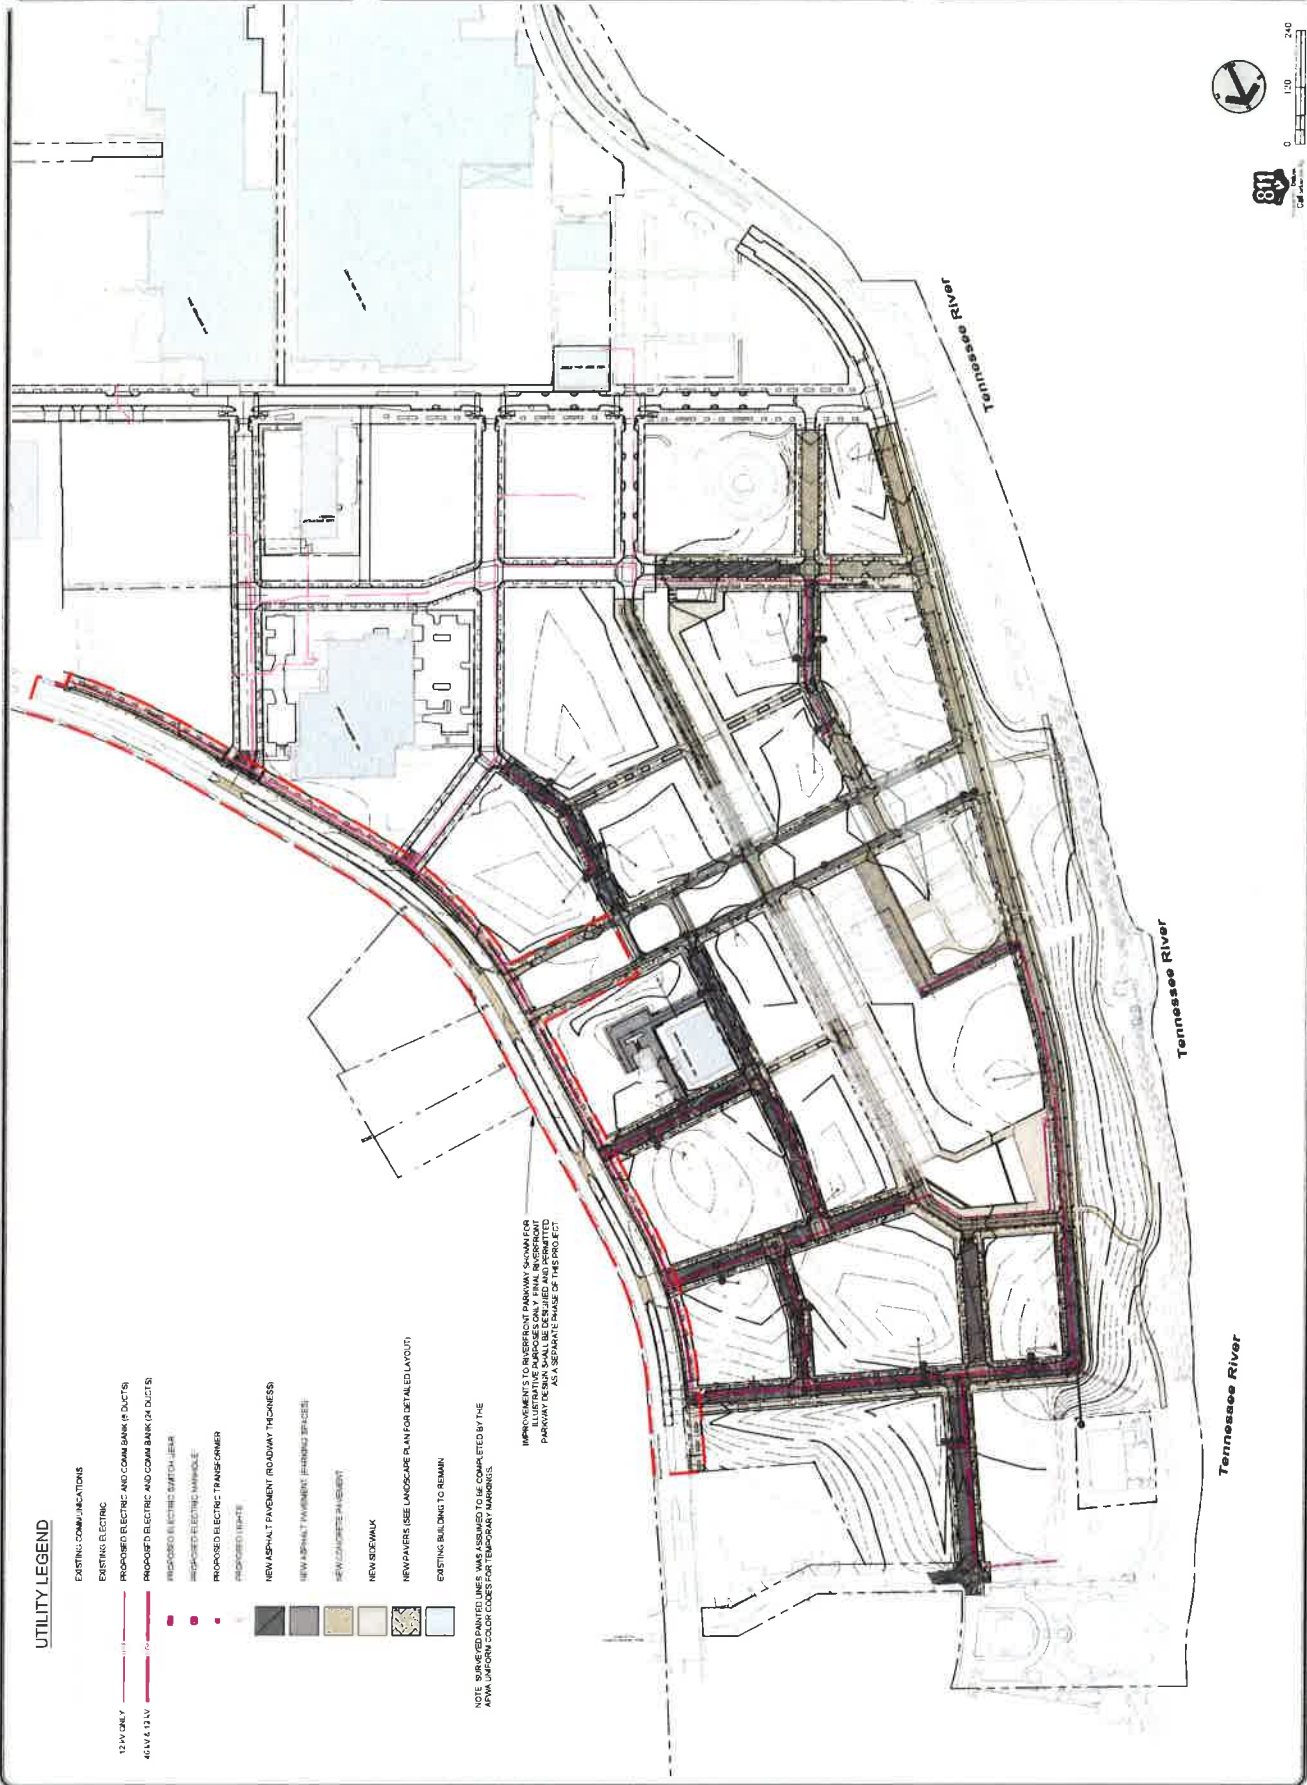 UTILITY LEGEND
EXISTING COMMUNICATIONS
EXISTING ELECTRIC
12 kV ONLY
PROPOSED ELECTRIC AND COMM BANK DUCTS)
46 kV & 12 kV
PROPOSED ELECTRIC AND COMM BANK (24 DUCTS)
PROPOSED ELECTRIC SWITCH GEAR
PROPOSED ELECTRIC MANHOLE
PROPOSED ELECTRIC TRANSFORMER
PROPOSED LIGHTS
NEW ASPHALT PAVEMENT (ROADWAY THICKNESS)
NEW ASPHALT PAVEMENT (PARKING SPACES)
NEW CONCRETE PAVEMENT
NEW SIDEWALK
NEW PAVERS (SEE LANDSCAPE PLAN FOR DETAILED LAYOUT)
EXISTING BUILDING TO REMAIN
NOTE: SURVEYED PAINTED LINES WAS ASSUMED TO BE COMPLETED BY THE
APWA UNIFORM COLOR CODES FOR TEMPORARY MARKINGS.
IMPROVEMENTS TO RIVERFRONT PARKWAY SHOWN FOR
ILLUSTRATIVE PURPOSES ONLY. FINAL RIVERFRONT
PARKWAY DESIGN SHALL BE DESIGNED AND PERMITTED
AS A SEPARATE PHASE OF THIS PROJECT.
Tennessee River
Tennessee River
Tennessee River
811
0 120 240